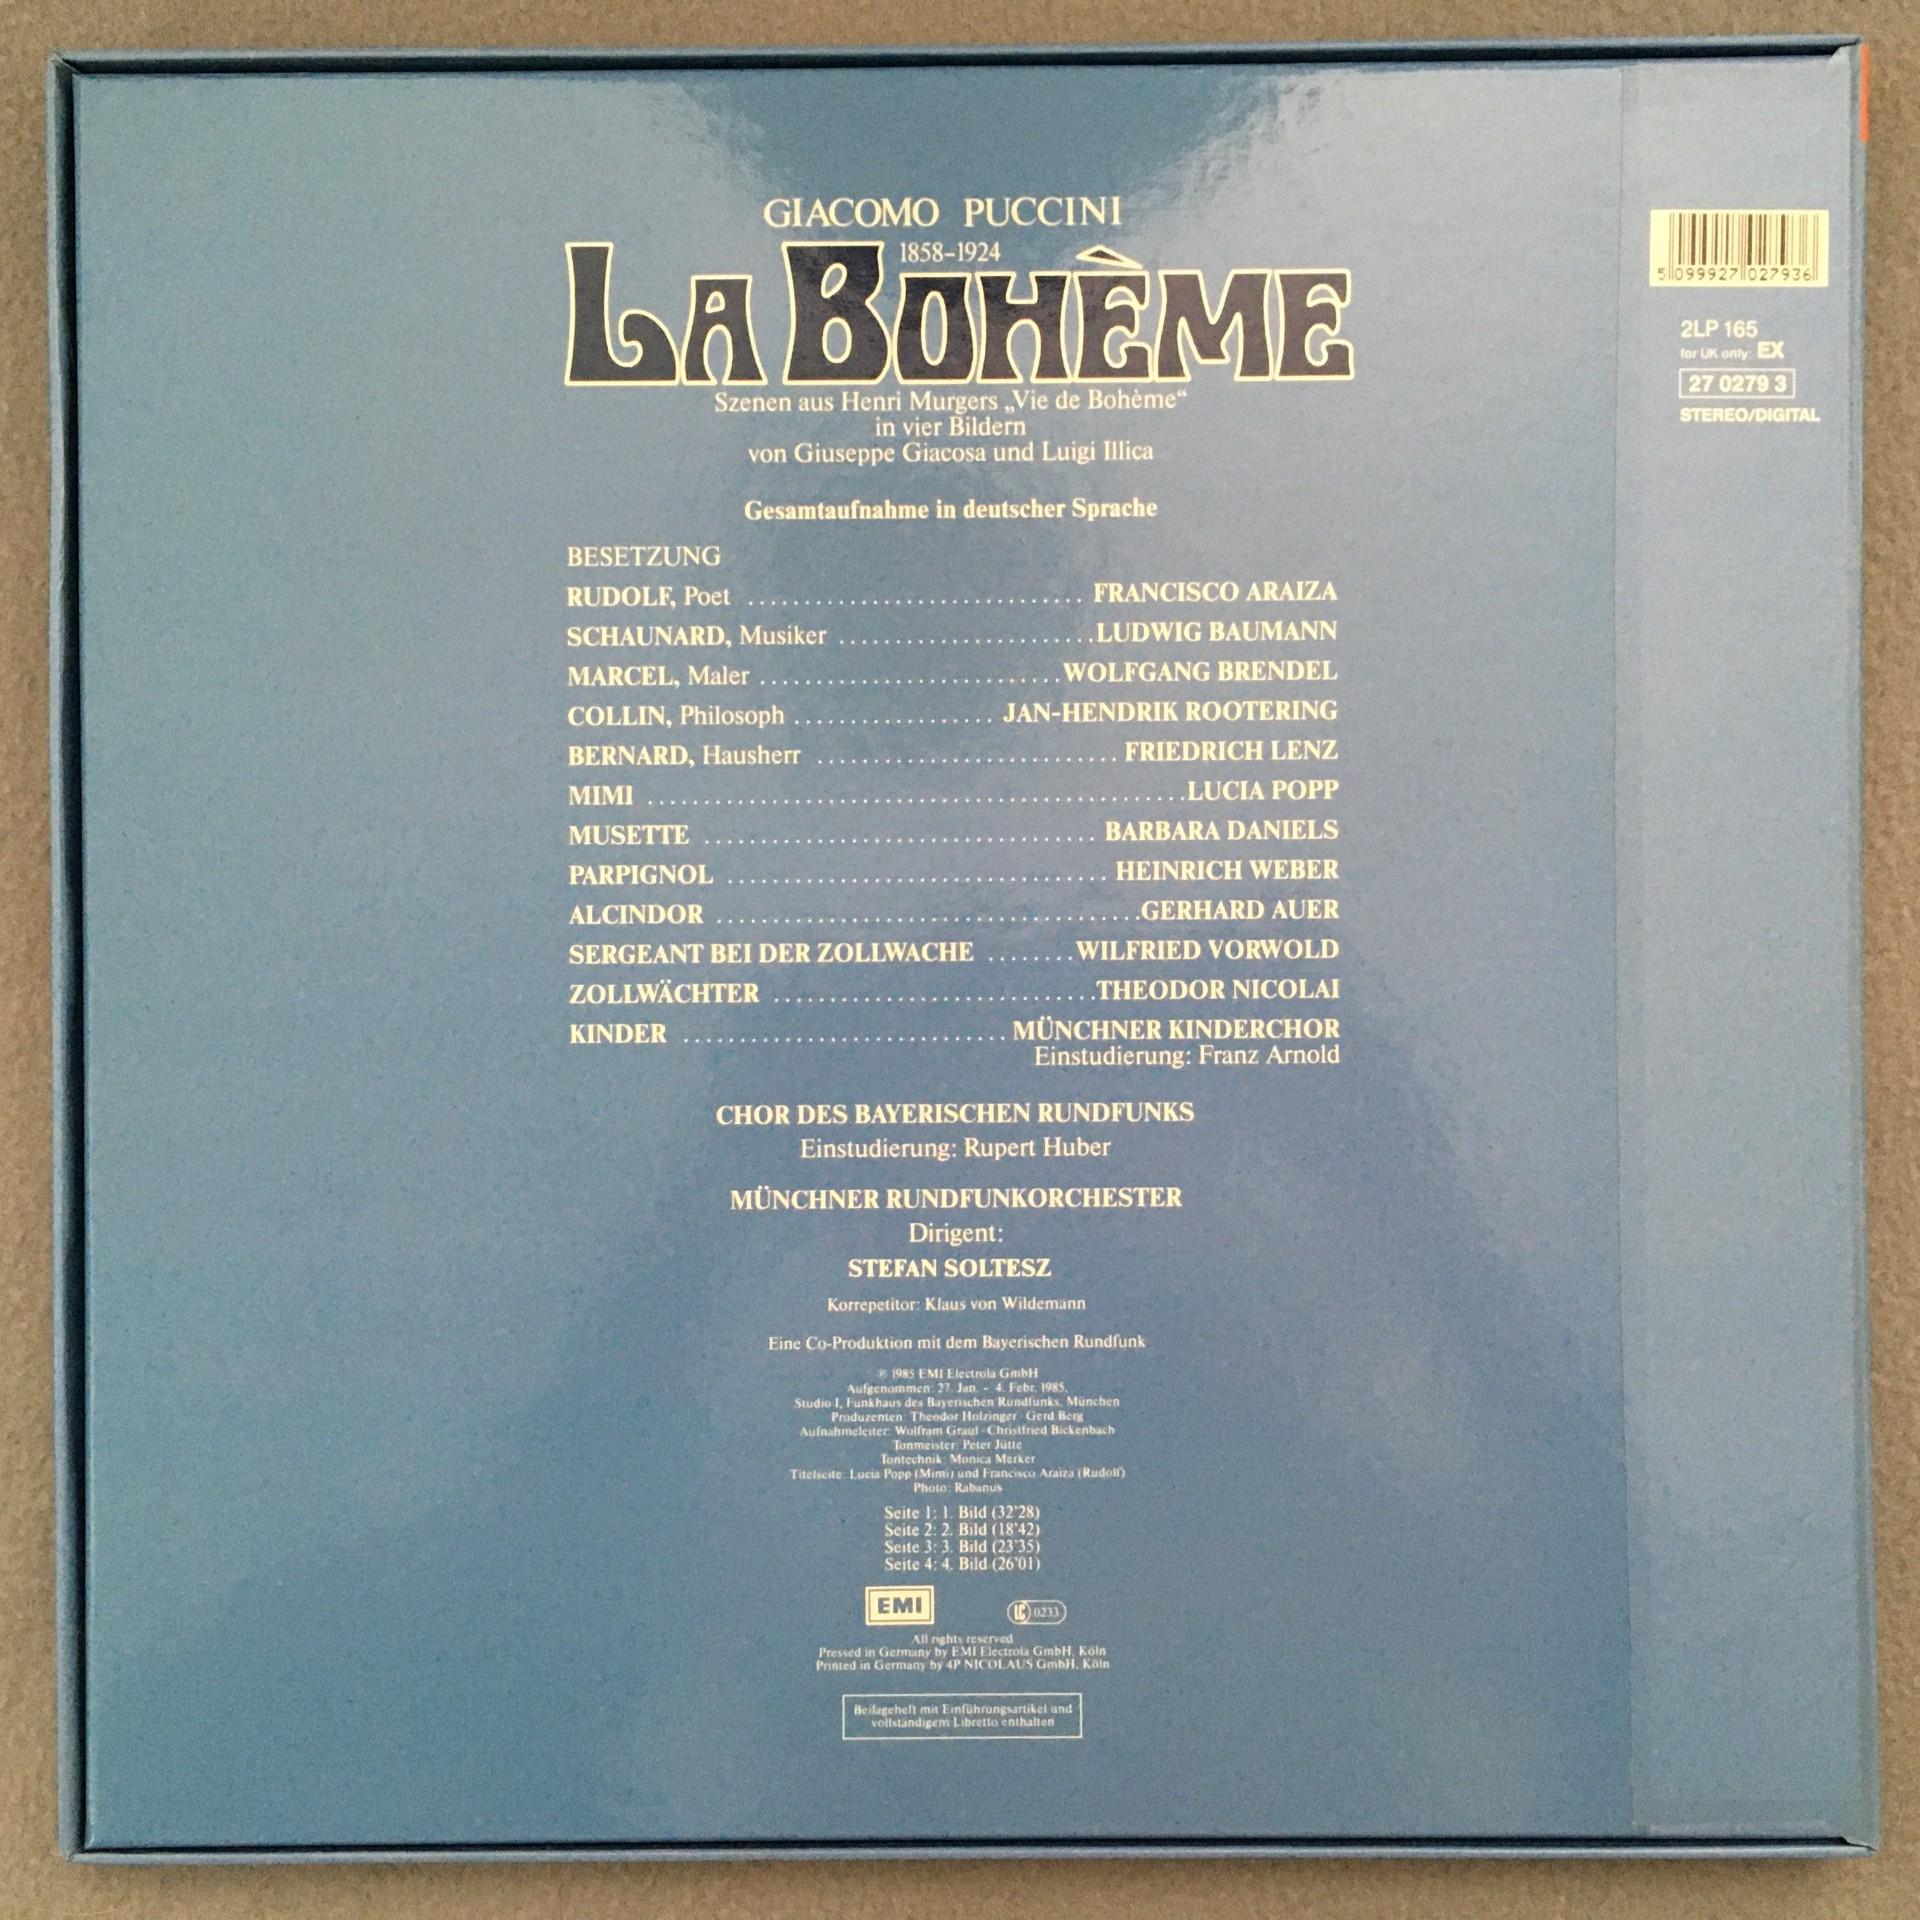 GIACOMO PUCCINI
1858–1924
LA BOHÈME
Szenen aus Henri Murgers „Vie de Bohème“
in vier Bildern
von Giuseppe Giacosa und Luigi Illica
Gesamtaufnahme in deutscher Sprache
BESETZUNG
RUDOLF, Poet .............................. FRANCISCO ARAIZA
SCHAUNARD, Musiker .......................LUDWIG BAUMANN
MARCEL, Maler ...........................WOLFGANG BRENDEL
COLLIN, Philosoph .................. JAN-HENDRIK ROOTERING
BERNARD, Hausherr ........................... FRIEDRICH LENZ
MIMI ................................................LUCIA POPP
MUSETTE ................................... BARBARA DANIELS
PARPIGNOL .................................. HEINRICH WEBER
ALCINDOR ......................................GERHARD AUER
SERGEANT BEI DER ZOLLWACHE ........WILFRIED VORWOLD
ZOLLWÄCHTER .............................THEODOR NICOLAI
KINDER ............................. MÜNCHNER KINDERCHOR
Einstudierung: Franz Arnold
CHOR DES BAYERISCHEN RUNDFUNKS
Einstudierung: Rupert Huber
MÜNCHNER RUNDFUNKORCHESTER
Dirigent:
STEFAN SOLTESZ
Korrepetitor: Klaus von Wildemann
Eine Co-Produktion mit dem Bayerischen Rundfunk
℗ 1985 EMI Electrola GmbH
Aufgenommen: 27. Jan. – 4. Febr. 1985,
Studio I, Funkhaus des Bayerischen Rundfunks, München
Produzenten: Theodor Holzinger · Gerd Berg
Aufnahmeleiter: Wolfram Graul · Christfried Bickenbach
Tonmeister: Peter Jütte
Tontechnik: Monica Merker
Titelseite: Lucia Popp (Mimi) und Francisco Araiza (Rudolf)
Photo: Rabanus
Seite 1: 1. Bild (32'28)
Seite 2: 2. Bild (18'42)
Seite 3: 3. Bild (23'35)
Seite 4: 4. Bild (26'01)
EMI
LC 0233
All rights reserved
Pressed in Germany by EMI Electrola GmbH, Köln
Printed in Germany by 4P NICOLAUS GmbH, Köln
Beilageheft mit Einführungsartikel und
vollständigem Libretto enthalten
5 099927 027936
2LP 165
for UK only: EX
27 0279 3
STEREO/DIGITAL